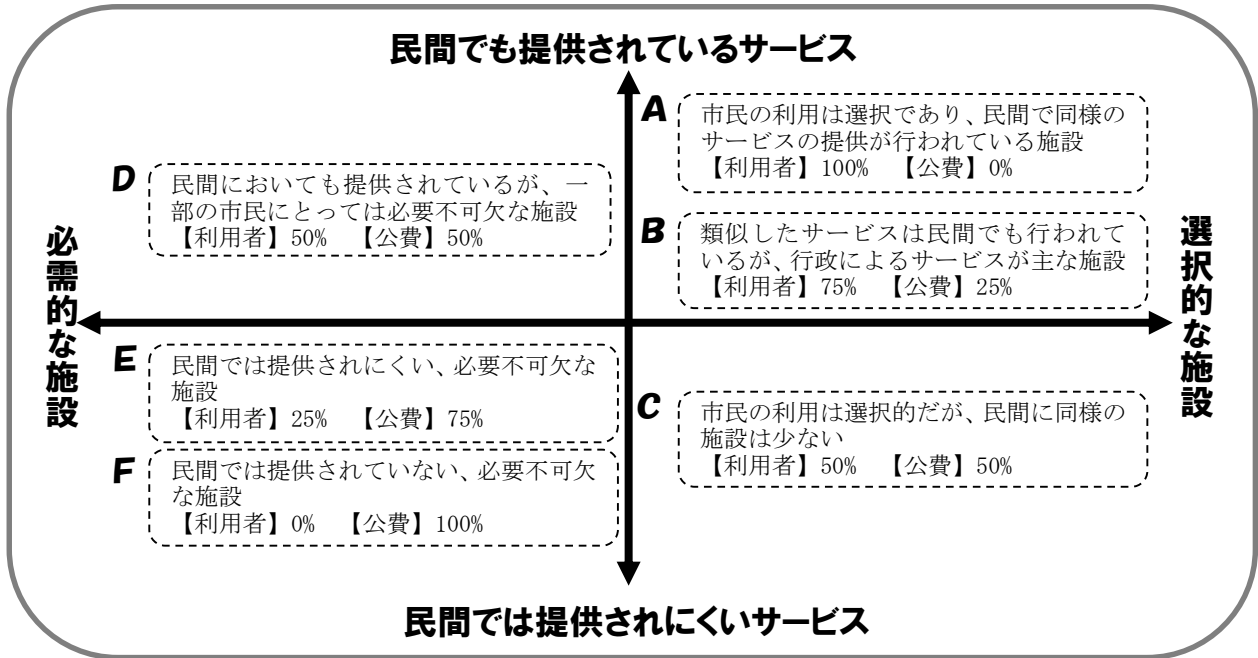 民間でも提供されているサービス
A
市民の利用は選択であり、民間で同様の
サービスの提供が行われている施設
【利用者】100% 【公費】0%
D
民間においても提供されているが、一
部の市民にとっては必要不可欠な施設
【利用者】50% 【公費】50%
B
類似したサービスは民間でも行われて
いるが、行政によるサービスが主な施設
【利用者】75% 【公費】25%
必需的な施設
選択的な施設
E
民間では提供されにくい、必要不可欠な
施設
【利用者】25% 【公費】75%
C
市民の利用は選択的だが、民間に同様の
施設は少ない
【利用者】50% 【公費】50%
F
民間では提供されていない、必要不可欠
な施設
【利用者】0% 【公費】100%
民間では提供されにくいサービス